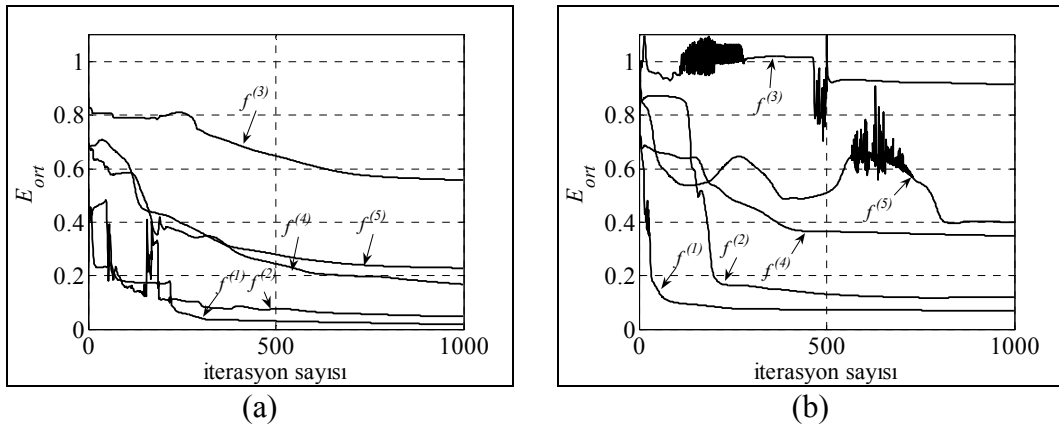 1
0.8
0.6
0.4
0.2
0
E_ort
f^(3)
f^(4)
f^(5)
f^(1)
f^(2)
0
500
1000
iterasyon sayısı
(a)
1
0.8
0.6
0.4
0.2
0
E_ort
f^(3)
f^(5)
f^(1)
f^(2)
f^(4)
0
500
1000
iterasyon sayısı
(b)